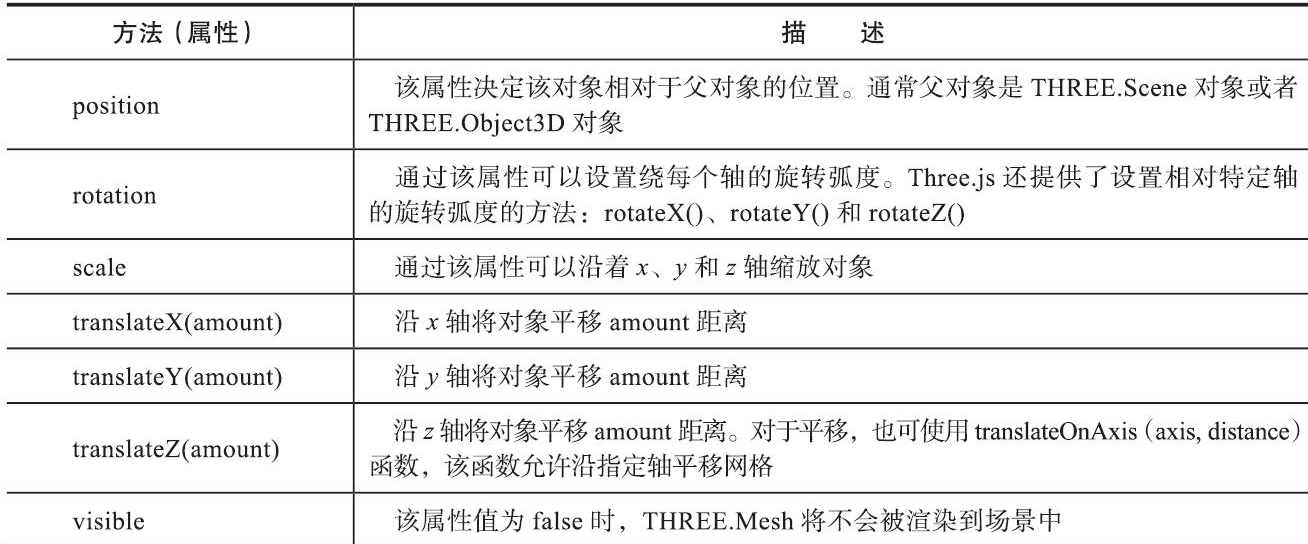 方法（属性） 描 述
position 该属性决定该对象相对于父对象的位置。通常父对象是 THREE.Scene 对象或者
THREE.Object3D 对象
rotation 通过该属性可以设置绕每个轴的旋转弧度。Three.js 还提供了设置相对特定轴
的旋转弧度的方法：rotateX()、rotateY() 和 rotateZ()
scale 通过该属性可以沿着 x、y 和 z 轴缩放对象
translateX(amount) 沿 x 轴将对象平移 amount 距离
translateY(amount) 沿 y 轴将对象平移 amount 距离
translateZ(amount) 沿 z 轴将对象平移 amount 距离。对于平移，也可使用 translateOnAxis（axis, distance）
函数，该函数允许沿指定轴平移网格
visible 该属性值为 false 时，THREE.Mesh 将不会被渲染到场景中